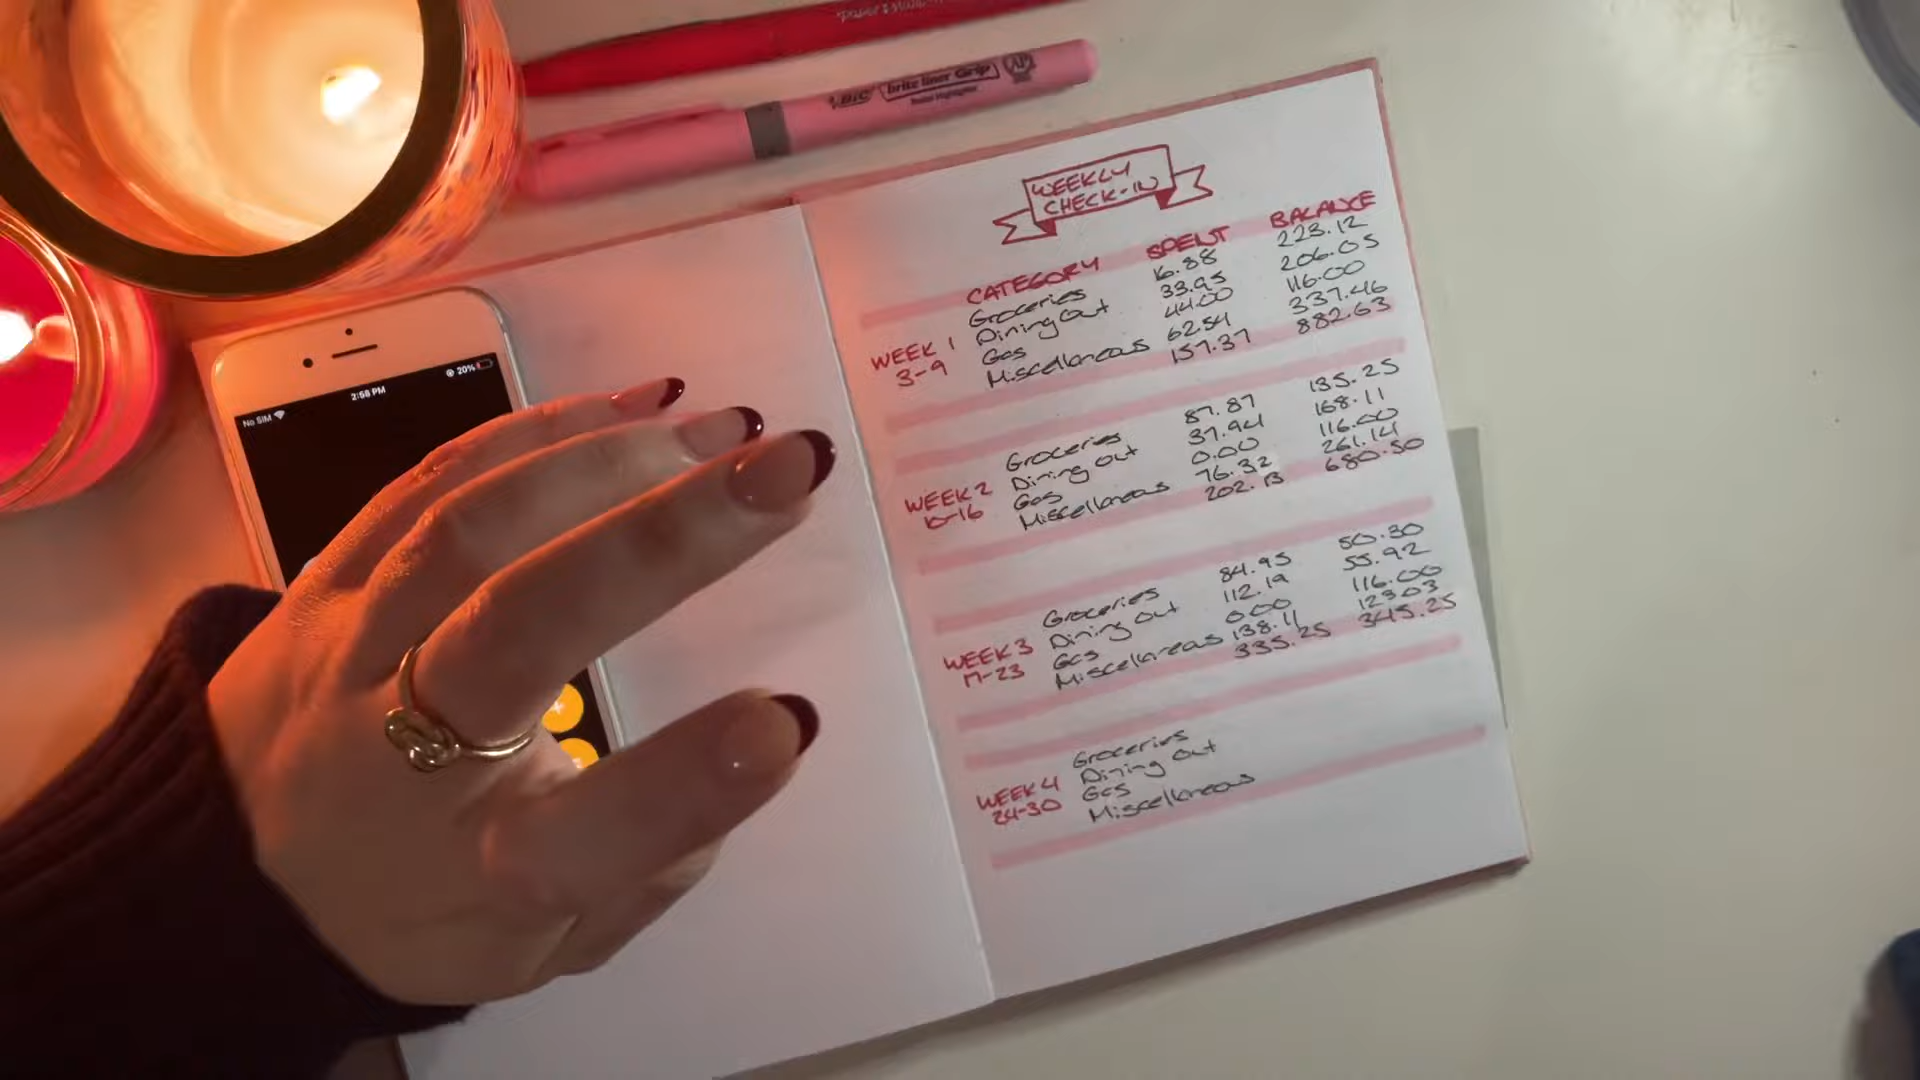 BIC brite liner Grip
WEEKLY
CHECK-IN
CATEGORY SPENT BALANCE
Groceries 16.88 223.12
Dining Out 33.95 206.05
WEEK 1 Gas 44.00 116.00
3-9 Miscellaneous 62.54 337.46
157.37 882.63
Groceries 87.87 135.25
Dining out 37.94 168.11
WEEK 2 Gas 0.00 116.00
10-16 Miscellaneous 76.32 261.14
202.13 680.50
Groceries 84.95 50.30
Dining out 112.19 55.92
WEEK 3 Gas 0.00 116.00
17-23 Miscellaneous 138.11 123.03
335.25 345.25
Groceries
Dining out
WEEK 4 Gas
24-30 Miscellaneous
No SIM 2:58 PM 20%